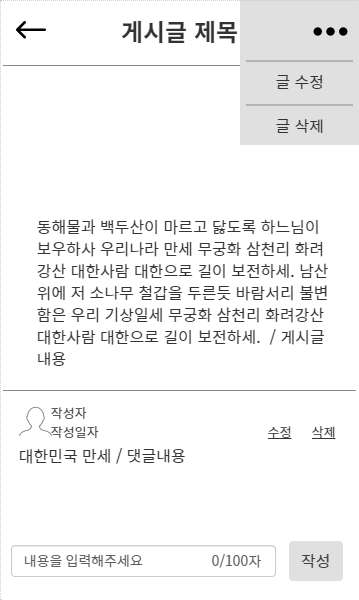 게시글 제목
글 수정
글 삭제
동해물과 백두산이 마르고 닳도록 하느님이
보우하사 우리나라 만세 무궁화 삼천리 화려
강산 대한사람 대한으로 길이 보전하세. 남산
위에 저 소나무 철갑을 두른듯 바람서리 불변
함은 우리 기상일세 무궁화 삼천리 화려강산
대한사람 대한으로 길이 보전하세.  / 게시글
내용
작성자
작성일자
수정 삭제
대한민국 만세 / 댓글내용
내용을 입력해주세요 0/100자 작성